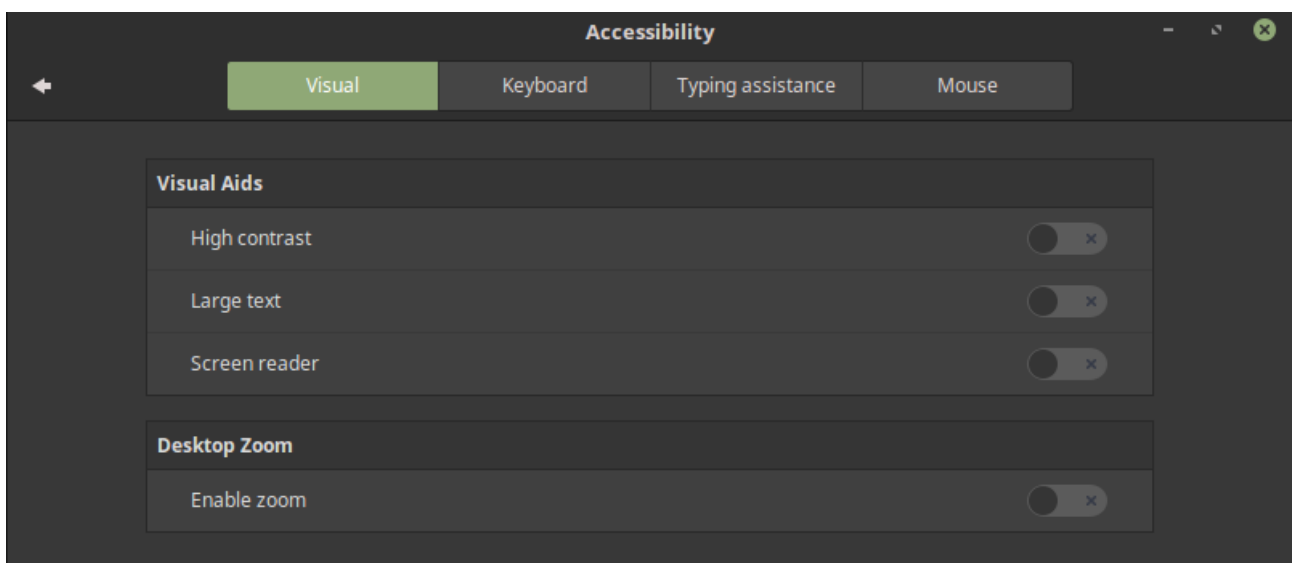 Accessibility
Visual Keyboard Typing assistance Mouse
Visual Aids
High contrast
Large text
Screen reader
Desktop Zoom
Enable zoom